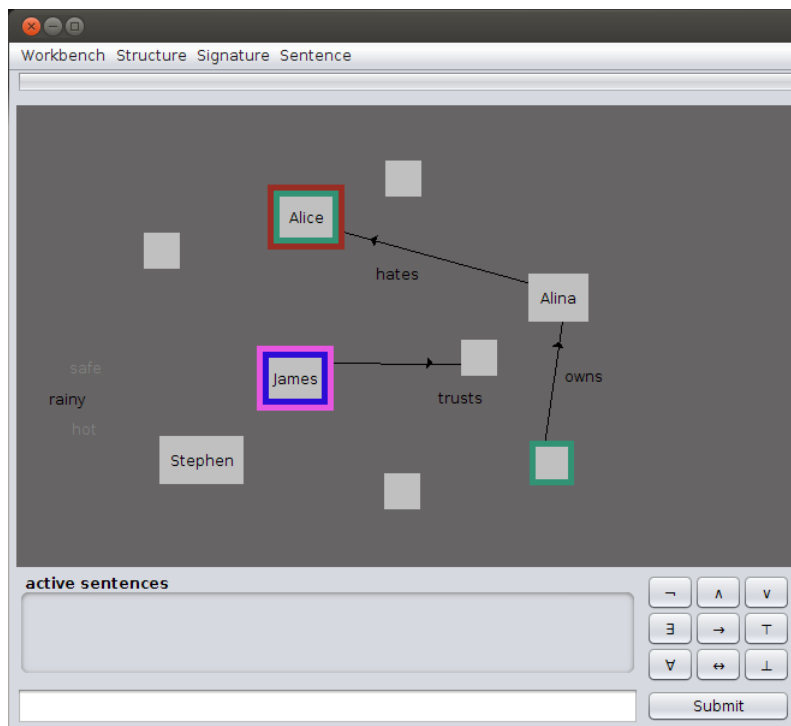 Workbench Structure Signature Sentence
Alice
hates
Alina
safe
James
owns
rainy
trusts
hot
Stephen
active sentences
¬ ∧ ∨
∃ → ⊤
∀ ↔ ⊥
Submit